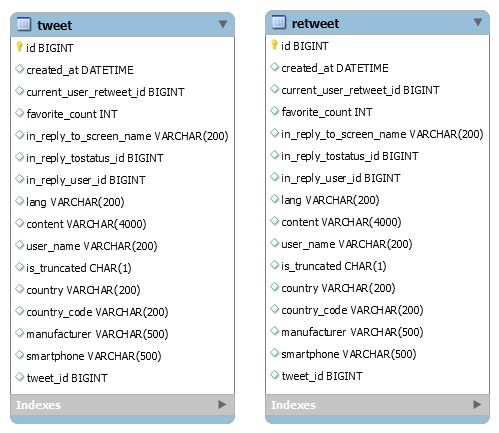 tweet
id BIGINT
created_at DATETIME
current_user_retweet_id BIGINT
favorite_count INT
in_reply_to_screen_name VARCHAR(200)
in_reply_tostatus_id BIGINT
in_reply_user_id BIGINT
lang VARCHAR(200)
content VARCHAR(4000)
user_name VARCHAR(200)
is_truncated CHAR(1)
country VARCHAR(200)
country_code VARCHAR(200)
manufacturer VARCHAR(500)
smartphone VARCHAR(500)
tweet_id BIGINT
Indexes
retweet
id BIGINT
created_at DATETIME
current_user_retweet_id BIGINT
favorite_count INT
in_reply_to_screen_name VARCHAR(200)
in_reply_tostatus_id BIGINT
in_reply_user_id BIGINT
lang VARCHAR(200)
content VARCHAR(4000)
user_name VARCHAR(200)
is_truncated CHAR(1)
country VARCHAR(200)
country_code VARCHAR(200)
manufacturer VARCHAR(500)
smartphone VARCHAR(500)
tweet_id BIGINT
Indexes